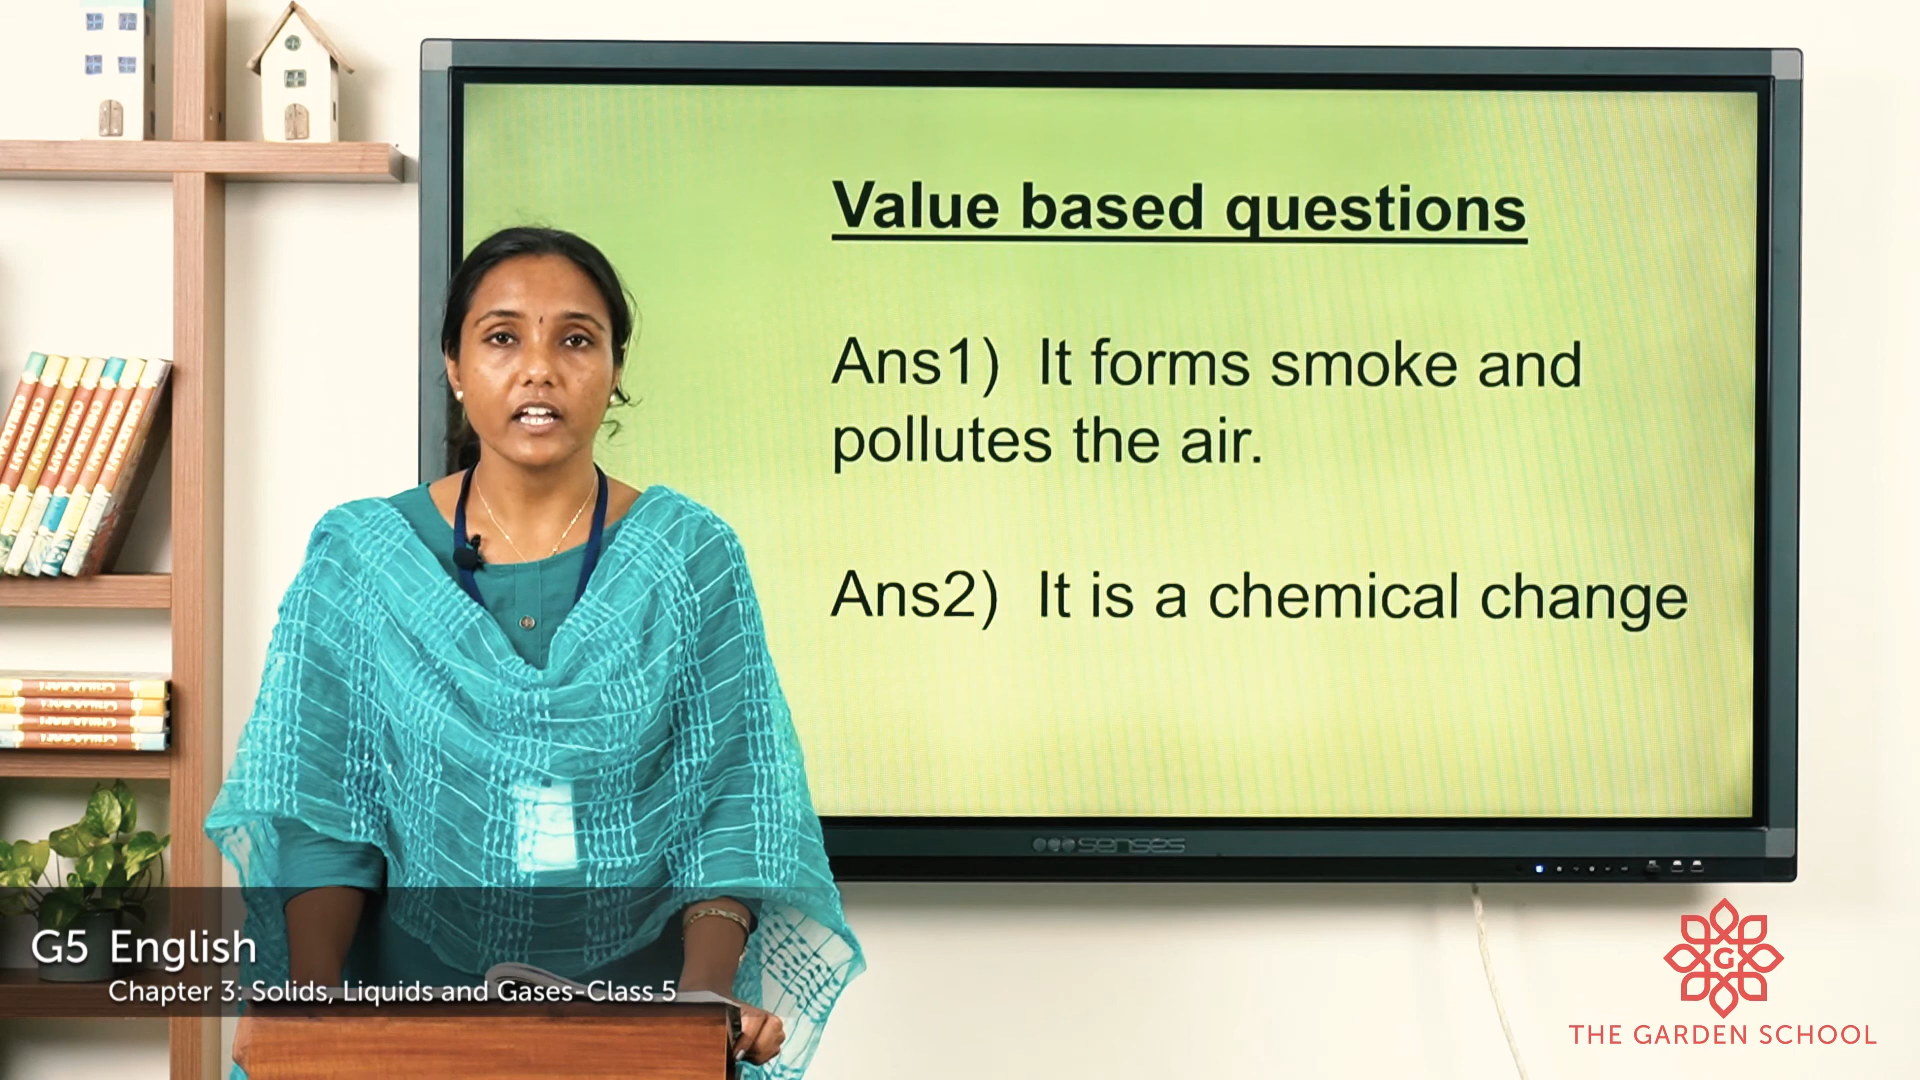 Value based questions
Ans1) It forms smoke and
pollutes the air.
Ans2) It is a chemical change
senses
G5 English
Chapter 3: Solids, Liquids and Gases-Class 5
G
THE GARDEN SCHOOL